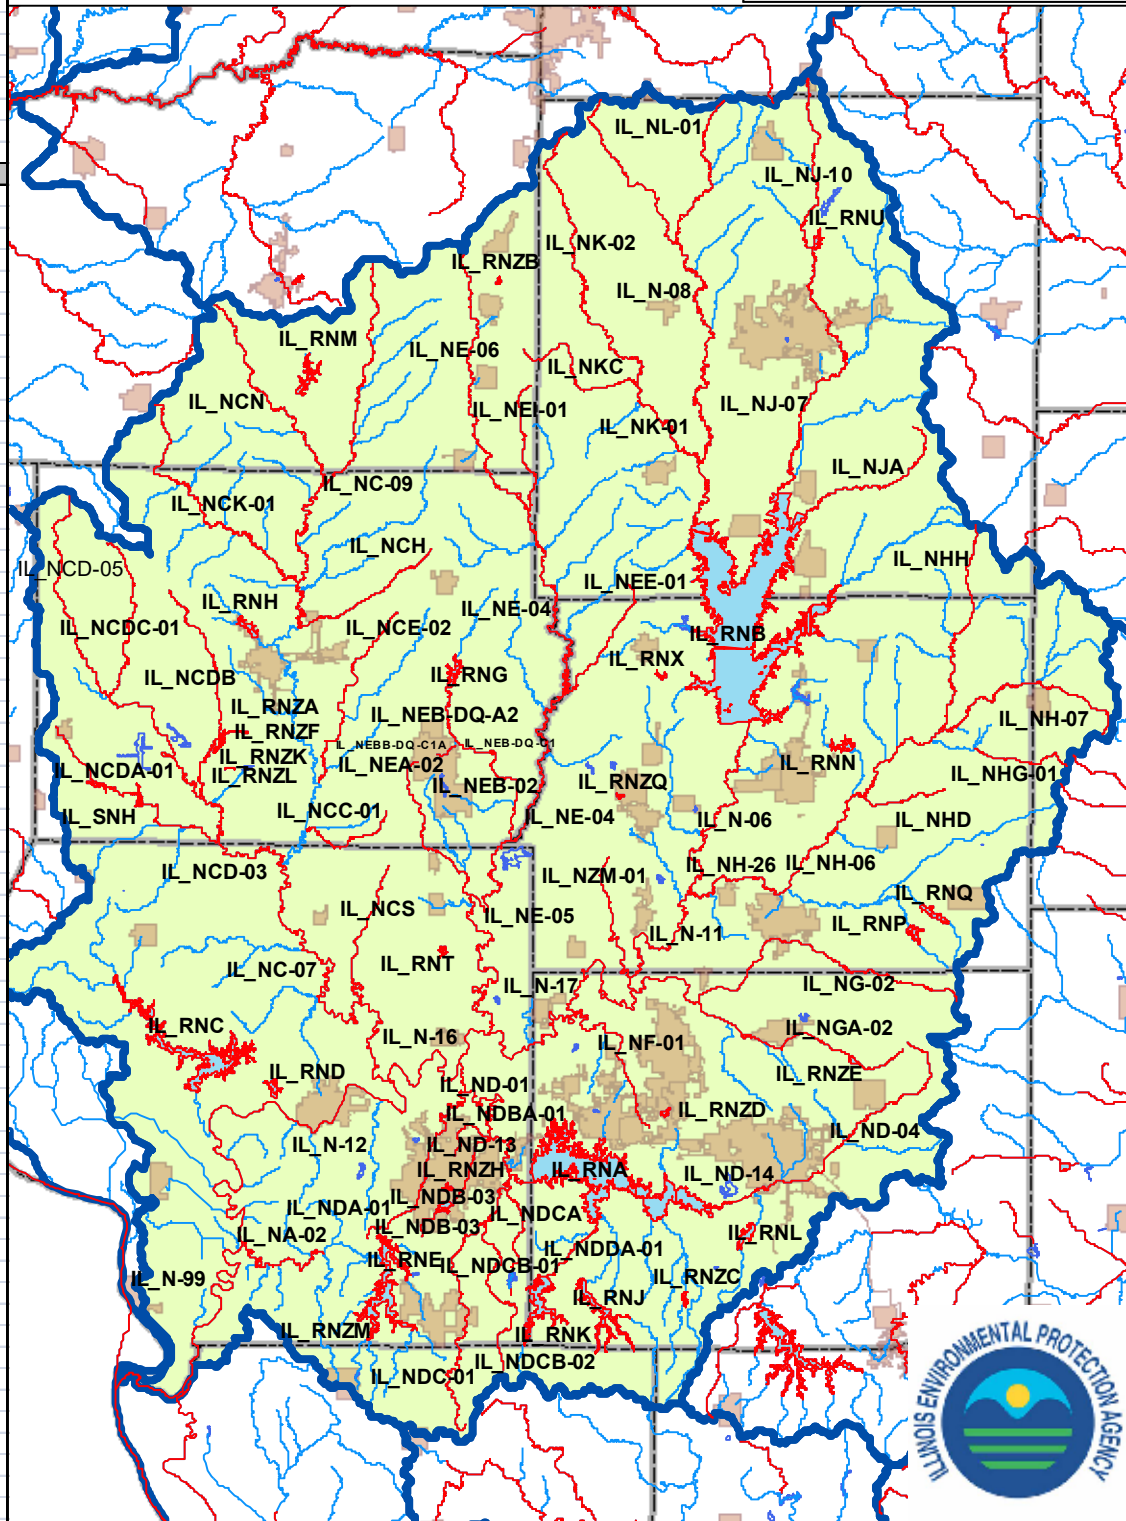 IL_NL-01
IL_NJ-10
IL_RNU
IL_NK-02
IL_RNZB
IL_N-08
IL_RNM
IL_NE-06
IL_NKC
IL_NCN
IL_NEI-01
IL_NJ-07
IL_NK-01
IL_NJA
IL_NC-09
IL_NCK-01
IL_NCH
IL_NHH
IL_NCD-05
IL_NEE-01
IL_RNH
IL_NE-04
IL_NCDC-01
IL_NCE-02
IL_RNB
IL_RNX
IL_NCDB
IL_RNG
IL_RNZA
IL_NEB-DQ-A2
IL_NH-07
IL_RNZF
IL_NEBB-DQ-C1A
IL_NEB-DQ-C1
IL_RNZK
IL_NEA-02
IL_RNN
IL_NCDA-01
IL_RNZL
IL_NHG-01
IL_RNZQ
IL_NEB-02
IL_SNH
IL_NCC-01
IL_NE-04
IL_N-06
IL_NHD
IL_NCD-03
IL_NZM-01
IL_NH-26
IL_NH-06
IL_RNQ
IL_NCS
IL_NE-05
IL_RNP
IL_N-11
IL_NC-07
IL_RNT
IL_N-17
IL_NG-02
IL_RNC
IL_N-16
IL_NF-01
IL_NGA-02
IL_RND
IL_ND-01
IL_RNZE
IL_NDBA-01
IL_RNZD
IL_N-12
IL_ND-13
IL_ND-04
IL_RNZH
IL_RNA
IL_ND-14
IL_NDB-03
IL_NDA-01
IL_NDCA
IL_NDB-03
IL_NA-02
IL_RNL
IL_RNE
IL_NDCB-01
IL_NDDA-01
IL_N-99
IL_RNZC
IL_RNJ
IL_RNZM
IL_RNK
IL_NDCB-02
IL_NDC-01
ILLINOIS ENVIRONMENTAL PROTECTION AGENCY